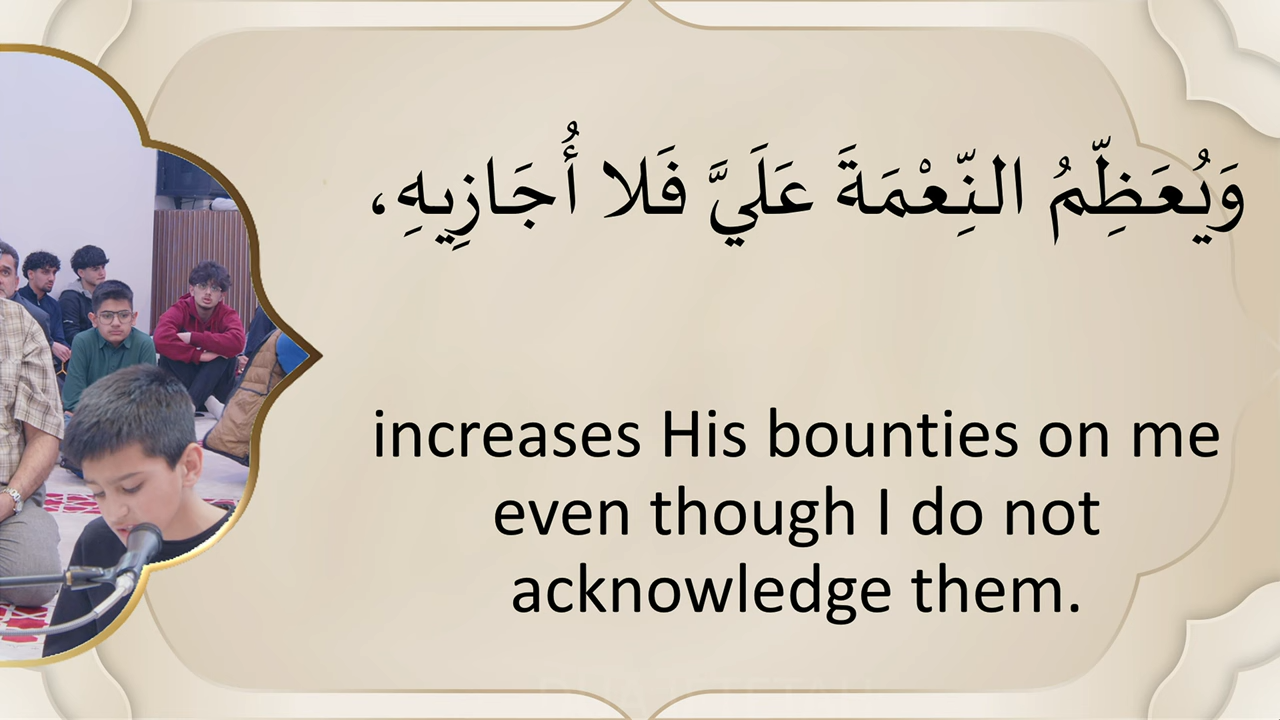 وَيُعَظِّمُ النِّعْمَةَ عَلَيَّ فَلا أُجَازِيهِ،
increases His bounties on me
even though I do not
acknowledge them.